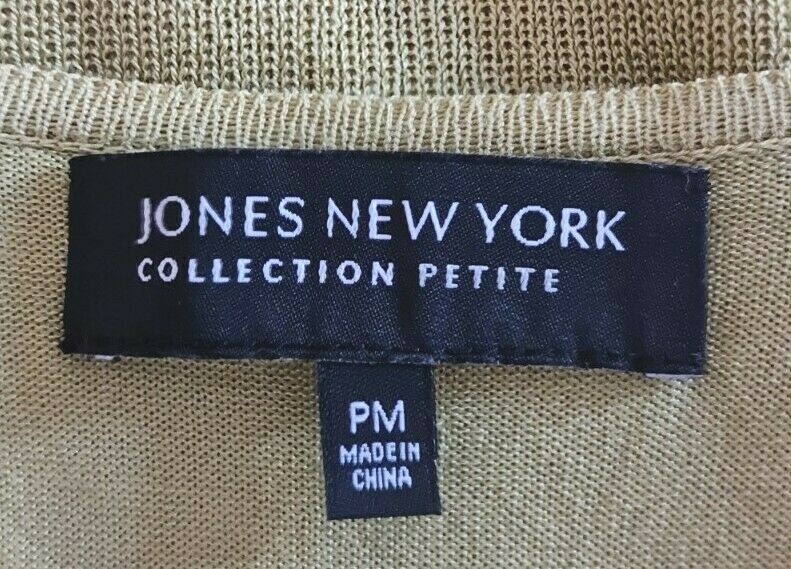 JONES NEW YORK
COLLECTION PETITE
PM
MADE IN
CHINA